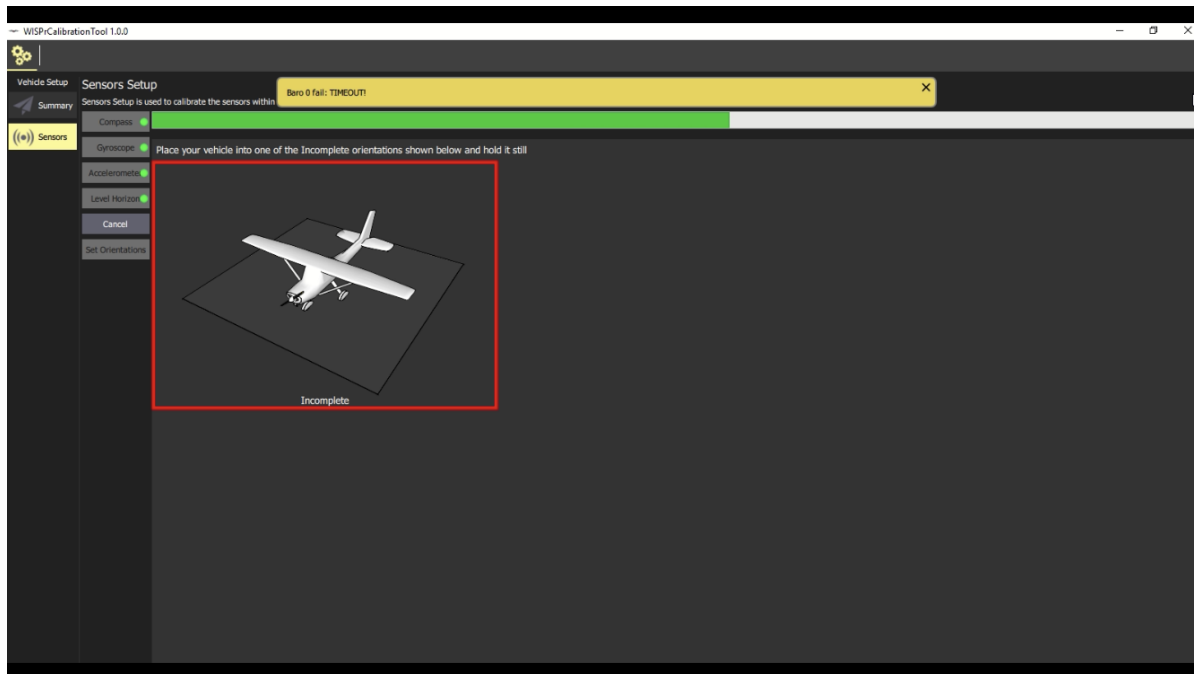 WISPrCalibrationTool 1.0.0
Vehicle Setup
Summary
Sensors
Sensors Setup
Sensors Setup is used to calibrate the sensors within
Baro 0 fail: TIMEOUT!
Compass
Gyroscope
Acceleromete
Level Horizon
Cancel
Set Orientations
Place your vehicle into one of the Incomplete orientations shown below and hold it still
Incomplete